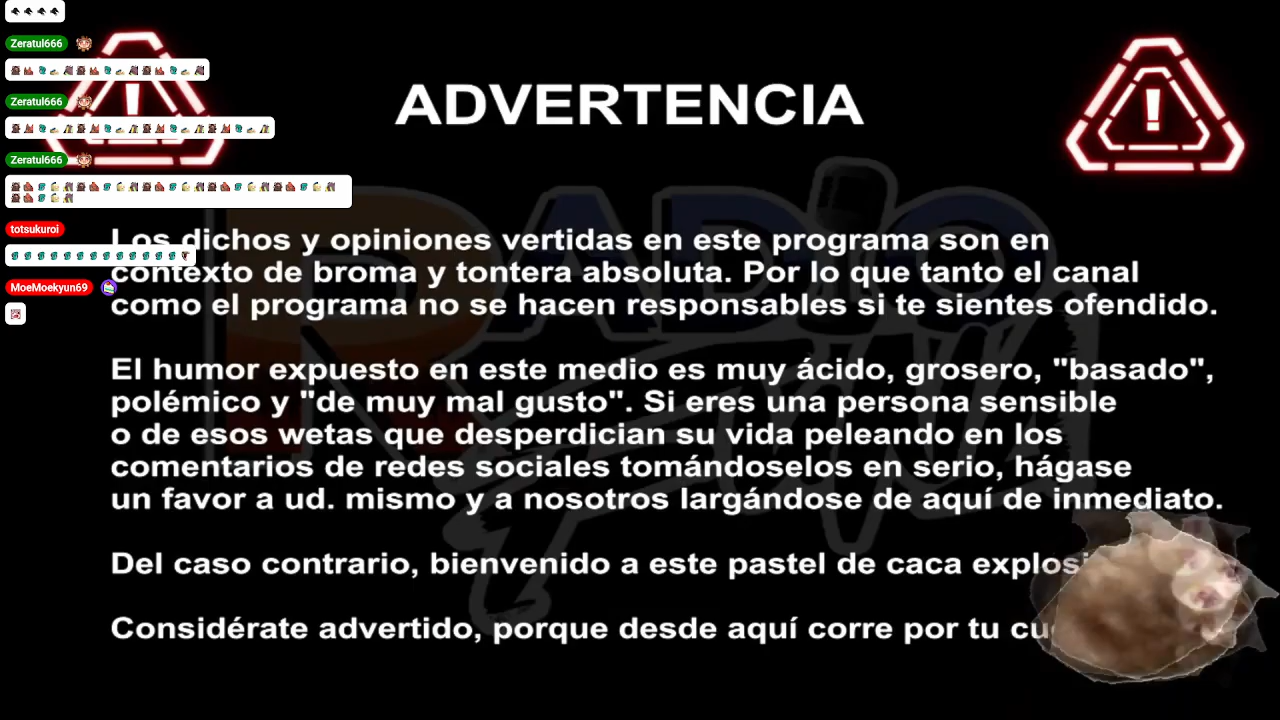 Zeratul666
Zeratul666
Zeratul666
totsukuroi
MoeMoekyun69
ADVERTENCIA
RADIO
Los dichos y opiniones vertidas en este programa son en
contexto de broma y tontera absoluta. Por lo que tanto el canal
como el programa no se hacen responsables si te sientes ofendido.
El humor expuesto en este medio es muy ácido, grosero, "basado",
polémico y "de muy mal gusto". Si eres una persona sensible
o de esos wetas que desperdician su vida peleando en los
comentarios de redes sociales tomándoselos en serio, hágase
un favor a ud. mismo y a nosotros largándose de aquí de inmediato.
Del caso contrario, bienvenido a este pastel de caca
Considérate advertido, porque desde aquí corre por tu